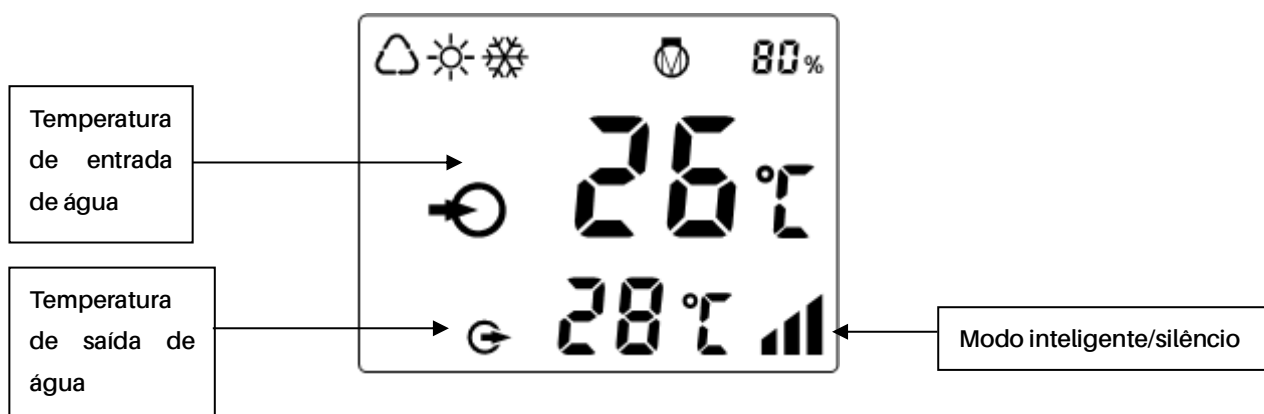 80%
Temperatura
de entrada
de água
26°C
Temperatura
de saída de
água
28°C
Modo inteligente/silêncio